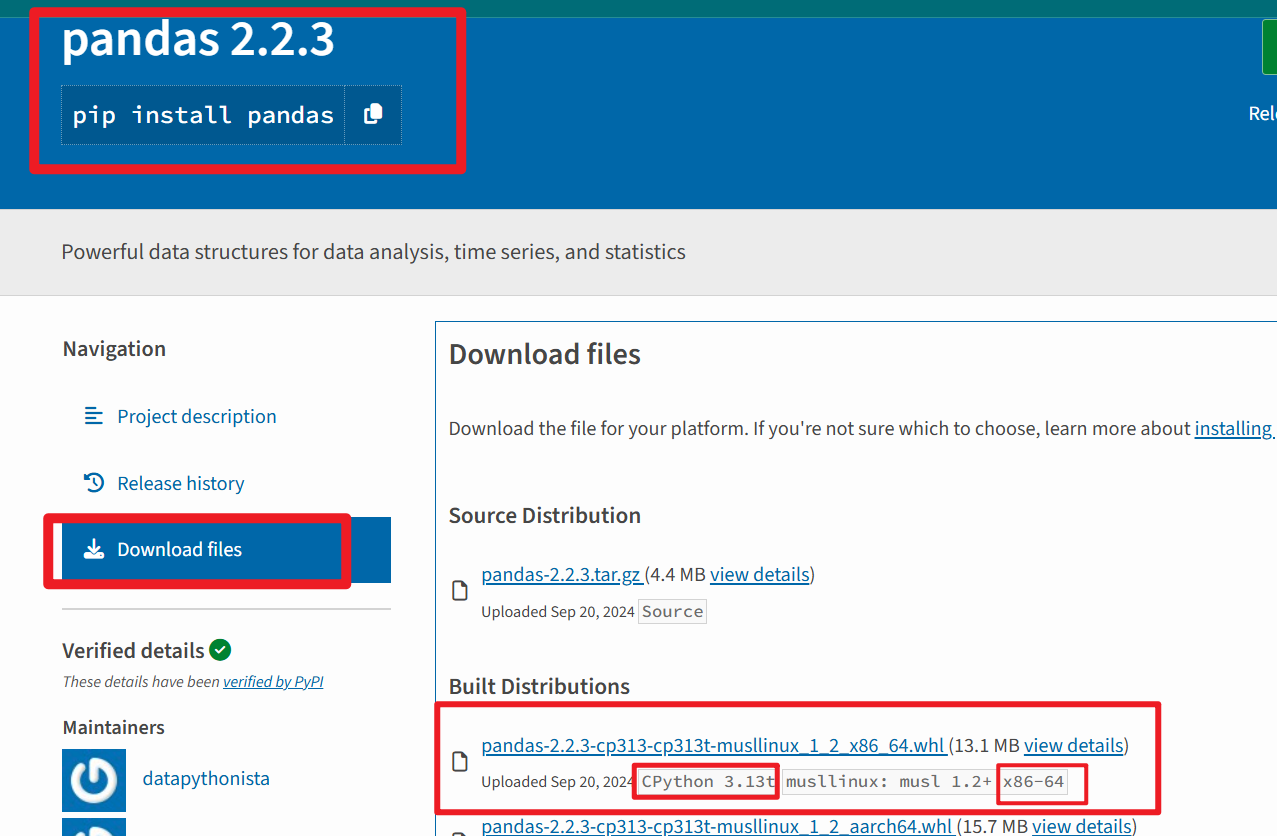 pandas 2.2.3
pip install pandas
Powerful data structures for data analysis, time series, and statistics
Navigation
Project description
Release history
Download files
Verified details
These details have been verified by PyPI
Maintainers
datapythonista
Download files
Download the file for your platform. If you're not sure which to choose, learn more about installing
Source Distribution
pandas-2.2.3.tar.gz (4.4 MB view details)
Uploaded Sep 20, 2024 Source
Built Distributions
pandas-2.2.3-cp313-cp313t-musllinux_1_2_x86_64.whl (13.1 MB view details)
Uploaded Sep 20, 2024 CPython 3.13t musllinux: musl 1.2+ x86-64
pandas-2.2.3-cp313-cp313t-musllinux_1_2_aarch64.whl (15.7 MB view details)